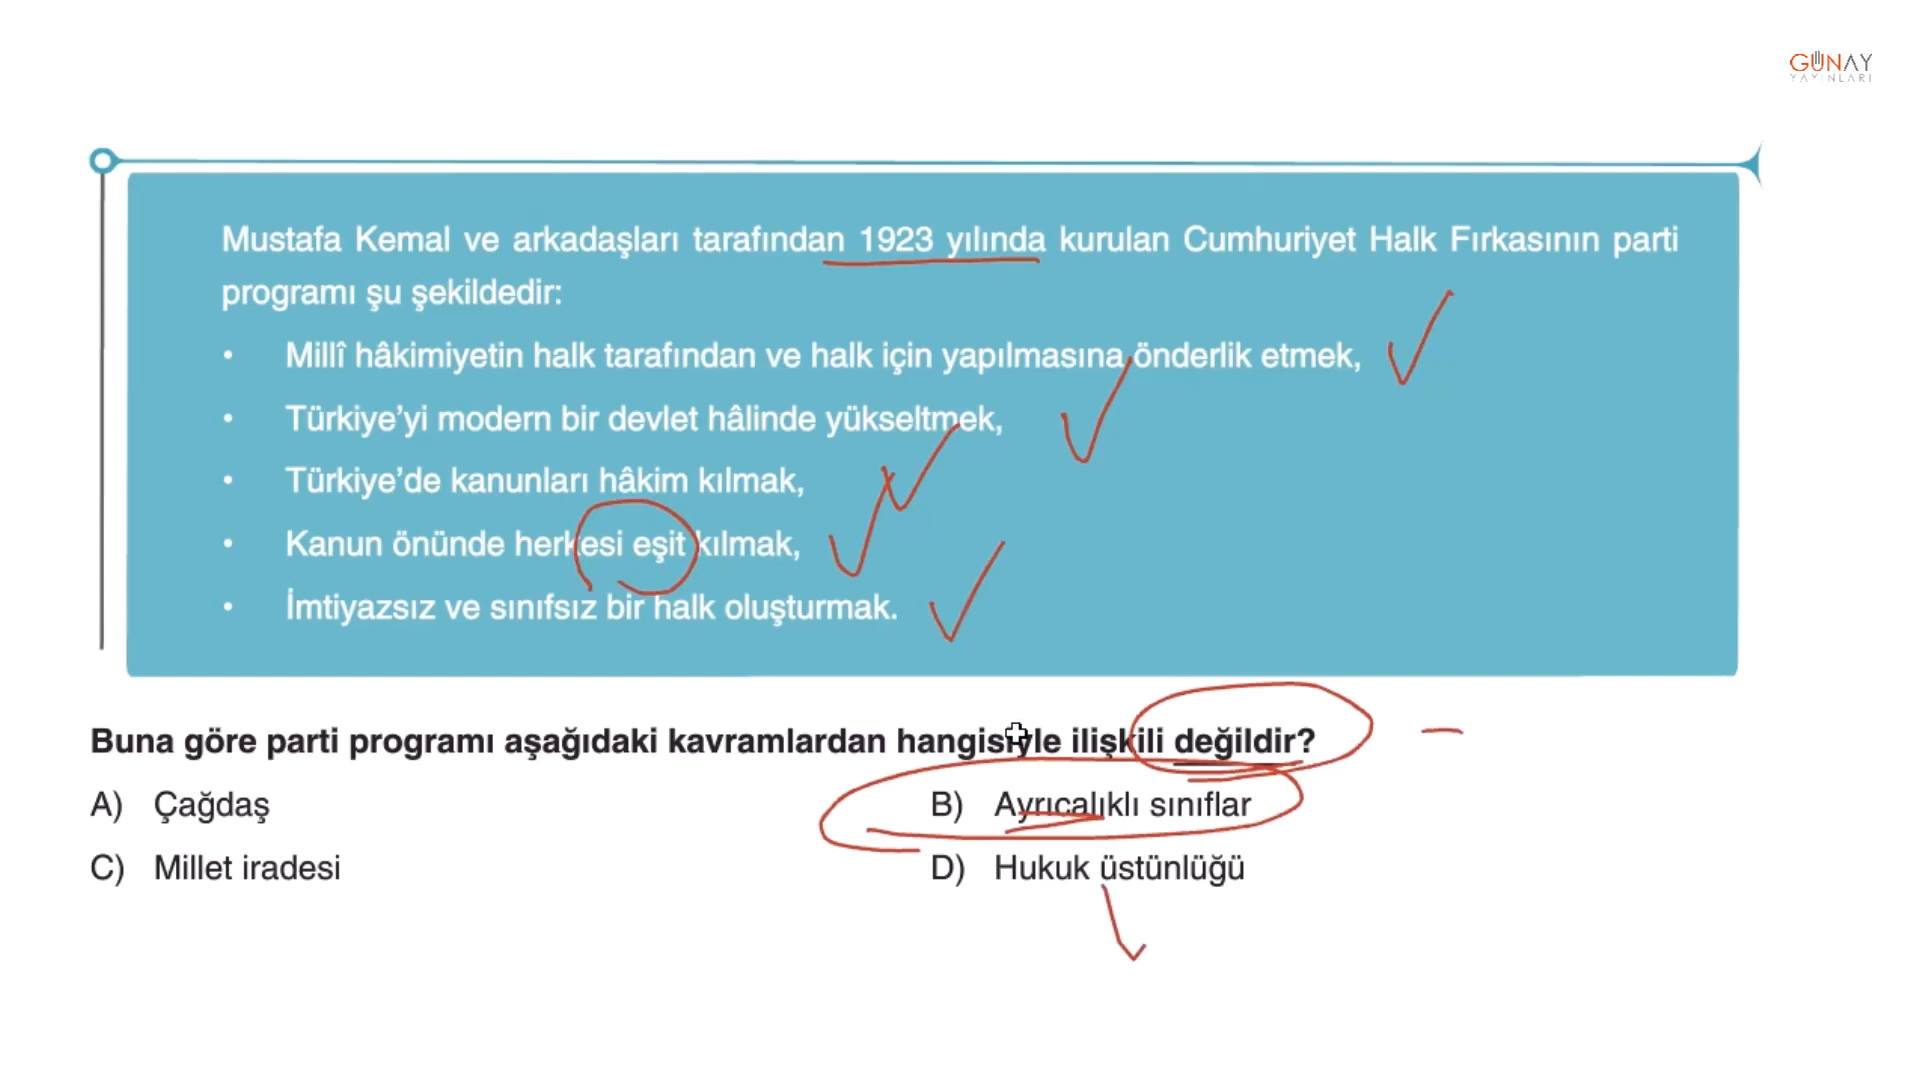 GÜNAY
YAYINLARI
Mustafa Kemal ve arkadaşları tarafından 1923 yılında kurulan Cumhuriyet Halk Fırkasının parti
programı şu şekildedir:
• Millî hâkimiyetin halk tarafından ve halk için yapılmasına önderlik etmek,
• Türkiye'yi modern bir devlet hâlinde yükseltmek,
• Türkiye'de kanunları hâkim kılmak,
• Kanun önünde herkesi eşit kılmak,
• İmtiyazsız ve sınıfsız bir halk oluşturmak.
Buna göre parti programı aşağıdaki kavramlardan hangisiyle ilişkili değildir?
A) Çağdaş B) Ayrıcalıklı sınıflar
C) Millet iradesi D) Hukuk üstünlüğü